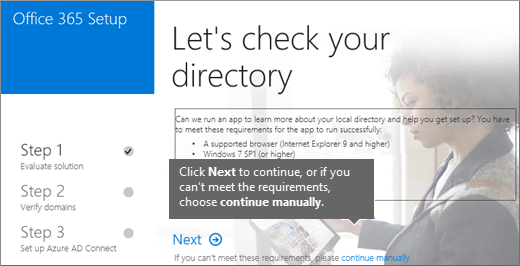 Office 365 Setup
Let's check your
directory
Can we run an app to learn more about your local directory and help you get set up? You have
to meet these requirements for the app to run successfully:
• A supported browser (Internet Explorer 9 and higher)
• Windows 7 SP1 (or higher)
Step 1
Evaluate solution
Step 2
Verify domains
Step 3
Set up Azure AD Connect
Click Next to continue, or if you
can't meet the requirements,
choose continue manually.
Next
If you can't meet these requirements, please continue manually